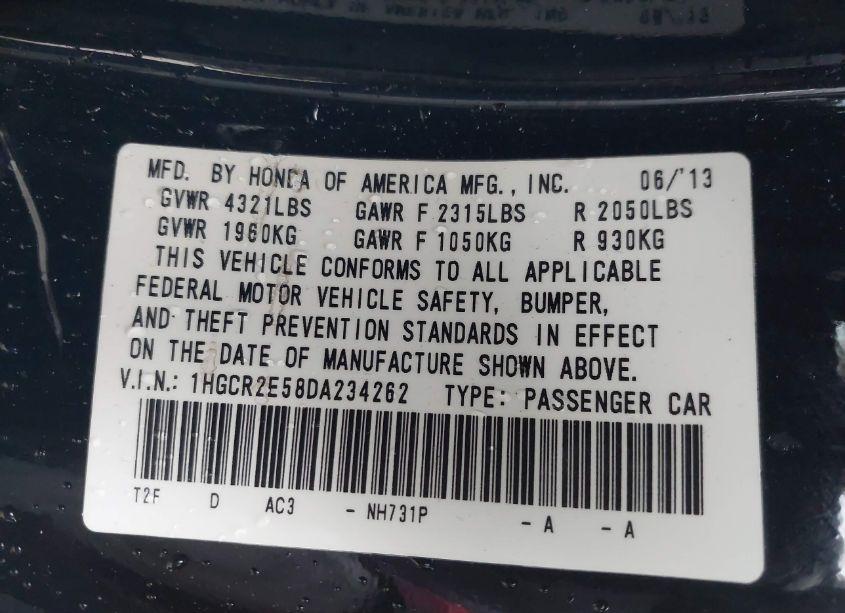 MFD. BY HONDA OF AMERICA MFG., INC. 06/'13
GVWR 4321LBS GAWR F 2315LBS R 2050LBS
GVWR 1960KG GAWR F 1050KG R 930KG
THIS VEHICLE CONFORMS TO ALL APPLICABLE
FEDERAL MOTOR VEHICLE SAFETY, BUMPER,
AND THEFT PREVENTION STANDARDS IN EFFECT
ON THE DATE OF MANUFACTURE SHOWN ABOVE.
V.I.N.: 1HGCR2E58DA234262 TYPE: PASSENGER CAR
T2F D AC3 - NH731P - A - A